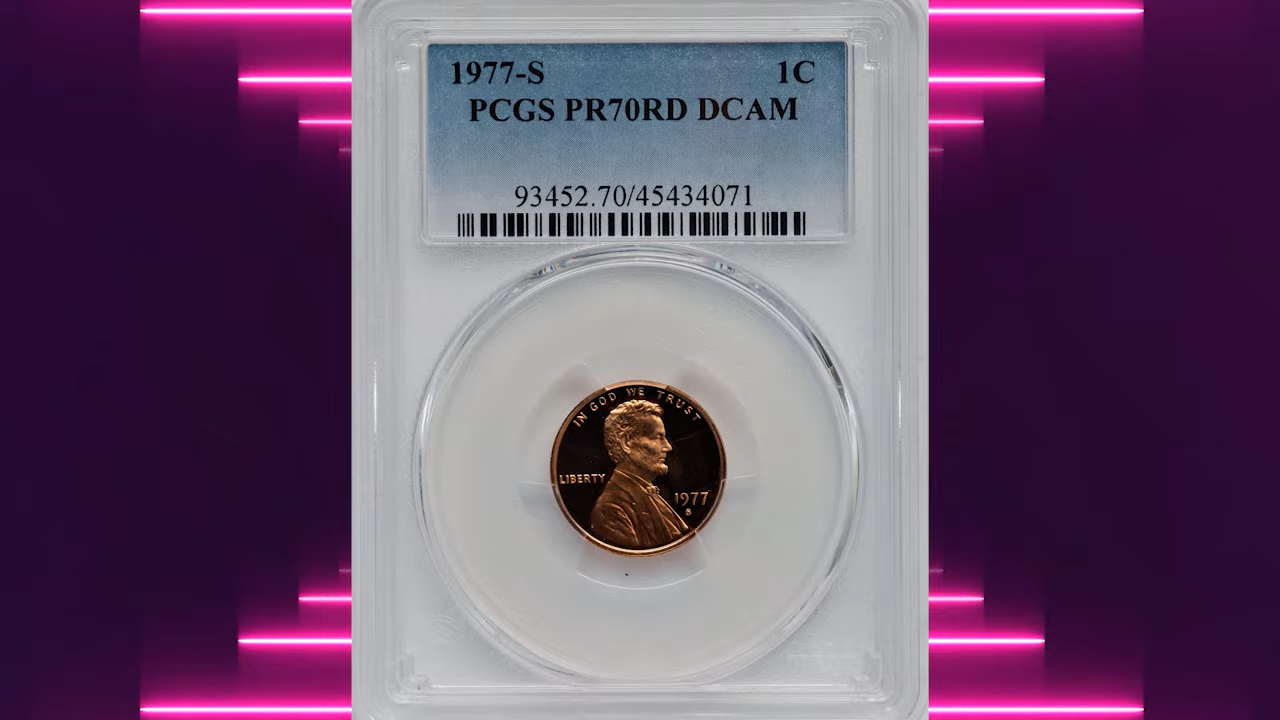 1977-S 1C
PCGS PR70RD DCAM
93452.70/45434071
IN GOD WE TRUST
LIBERTY
1977
S